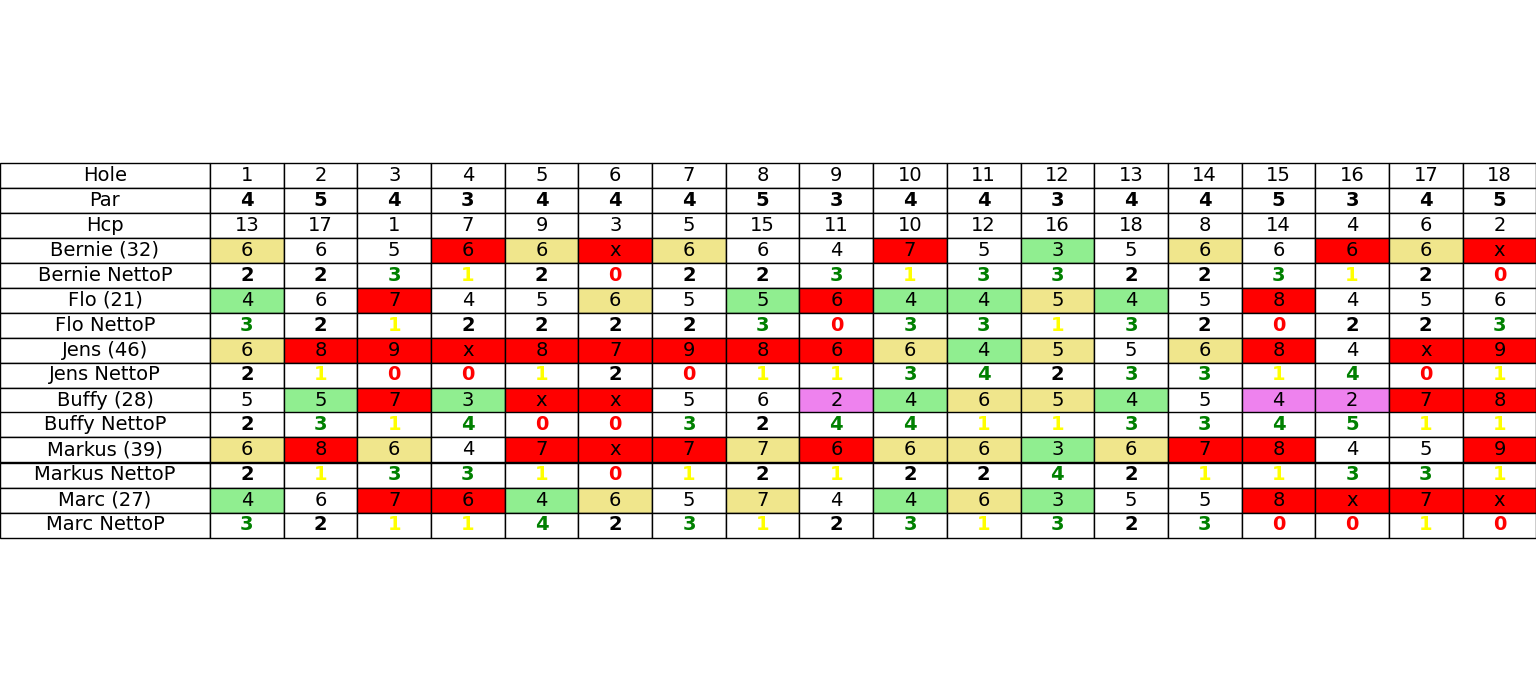 Hole 1 2 3 4 5 6 7 8 9 10 11 12 13 14 15 16 17 18
Par 4 5 4 3 4 4 4 5 3 4 4 3 4 4 5 3 4 5
Hcp 13 17 1 7 9 3 5 15 11 10 12 16 18 8 14 4 6 2
Bernie (32) 6 6 5 6 6 x 6 6 4 7 5 3 5 6 6 6 6 x
Bernie NettoP 2 2 3 1 2 0 2 2 3 1 3 3 2 2 3 1 2 0
Flo (21) 4 6 7 4 5 6 5 5 6 4 4 5 4 5 8 4 5 6
Flo NettoP 3 2 1 2 2 2 2 3 0 3 3 1 3 2 0 2 2 3
Jens (46) 6 8 9 x 8 7 9 8 6 6 4 5 5 6 8 4 x 9
Jens NettoP 2 1 0 0 1 2 0 1 1 3 4 2 3 3 1 4 0 1
Buffy (28) 5 5 7 3 x x 5 6 2 4 6 5 4 5 4 2 7 8
Buffy NettoP 2 3 1 4 0 0 3 2 4 4 1 1 3 3 4 5 1 1
Markus (39) 6 8 6 4 7 x 7 7 6 6 6 3 6 7 8 4 5 9
Markus NettoP 2 1 3 3 1 0 1 2 1 2 2 4 2 1 1 3 3 1
Marc (27) 4 6 7 6 4 6 5 7 4 4 6 3 5 5 8 x 7 x
Marc NettoP 3 2 1 1 4 2 3 1 2 3 1 3 2 3 0 0 1 0